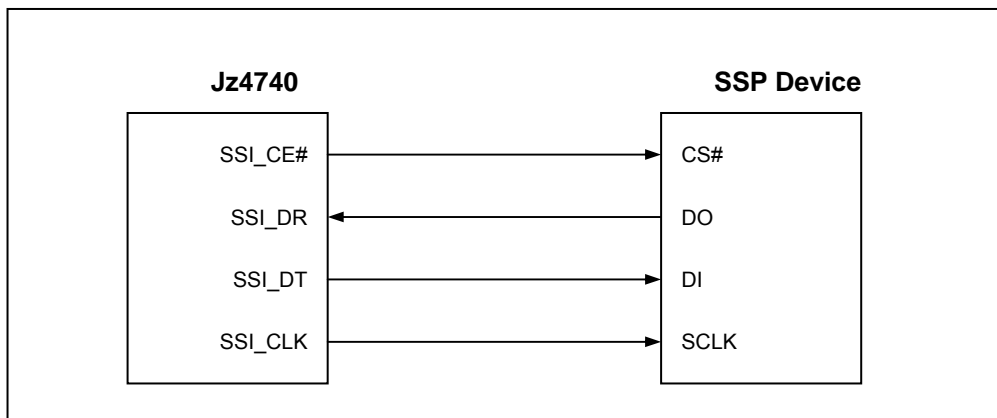 Jz4740
SSP Device
SSI_CE#
CS#
SSI_DR
DO
SSI_DT
DI
SSI_CLK
SCLK